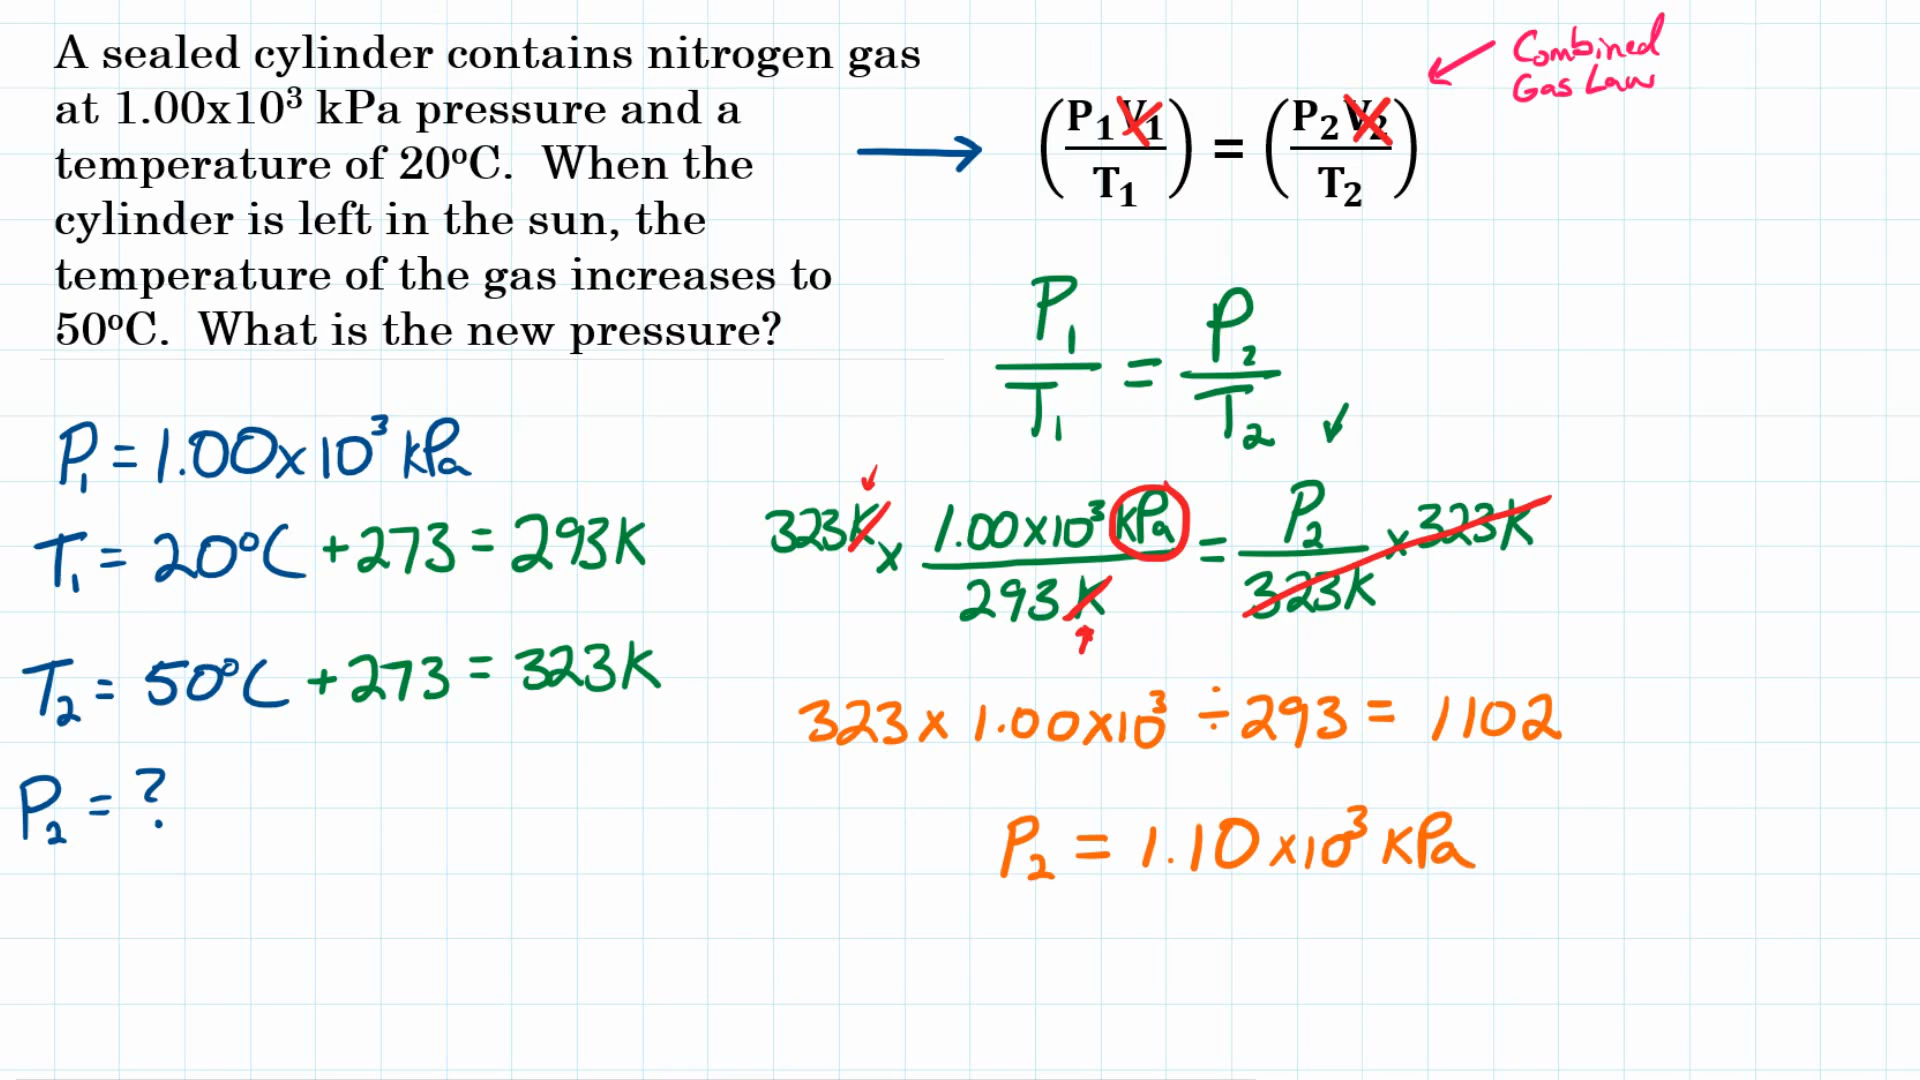 A sealed cylinder contains nitrogen gas
at 1.00x10³ kPa pressure and a
temperature of 20ºC.  When the
cylinder is left in the sun, the
temperature of the gas increases to
50ºC.  What is the new pressure?
Combined
Gas Law
(P₁V₁/T₁) = (P₂V₂/T₂)
P₁/T₁ = P₂/T₂
P₁ = 1.00x10³ kPa
T₁ = 20°C +273 = 293K
T₂ = 50°C +273 = 323K
P₂ = ?
323K x 1.00x10³ kPa/293K = P₂/323K x 323K
323 x 1.00x10³ ÷ 293 = 1102
P₂ = 1.10x10³ kPa